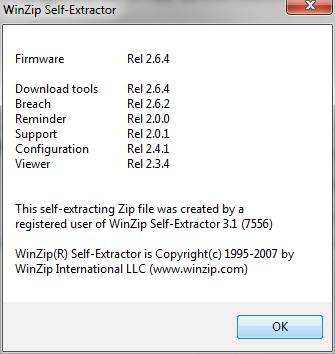 WinZip Self-Extractor
Firmware Rel 2.6.4
Download tools Rel 2.6.4
Breach Rel 2.6.2
Reminder Rel 2.0.0
Support Rel 2.0.1
Configuration Rel 2.4.1
Viewer Rel 2.3.4
This self-extracting Zip file was created by a
registered user of WinZip Self-Extractor 3.1 (7556)
WinZip(R) Self-Extractor is Copyright(c) 1995-2007 by
WinZip International LLC (www.winzip.com)
OK